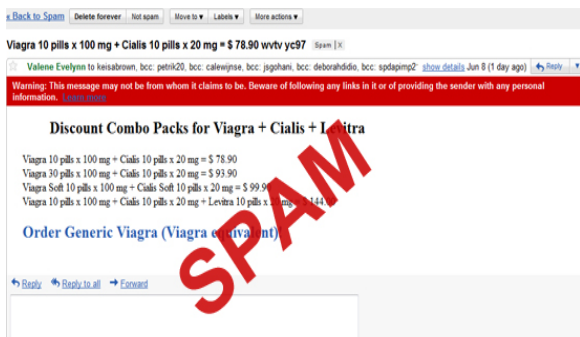 « Back to Spam Delete forever Not spam Move to ▾ Labels ▾ More actions ▾
Viagra 10 pills x 100 mg + Cialis 10 pills x 20 mg = $ 78.90 wvtv yc97 Spam | X
Valene Evelynn to keisabrown, bcc: petrik20, bcc: calewijnse, bcc: jsgohani, bcc: deborahdidio, bcc: spdapimp2 show details Jun 8 (1 day ago) Reply ▾
Warning: This message may not be from whom it claims to be. Beware of following any links in it or of providing the sender with any personal
information. Learn more
Discount Combo Packs for Viagra + Cialis + Levitra
Viagra 10 pills x 100 mg + Cialis 10 pills x 20 mg = $ 78.90
Viagra 30 pills x 100 mg + Cialis 10 pills x 20 mg = $ 93.90
Viagra Soft 10 pills x 100 mg + Cialis Soft 10 pills x 20 mg = $ 99.99
Viagra 10 pills x 100 mg + Cialis 10 pills x 20 mg + Levitra 10 pills x 20 mg = $ 144.00
Order Generic Viagra (Viagra equivalent)!
SPAM
Reply Reply to all Forward